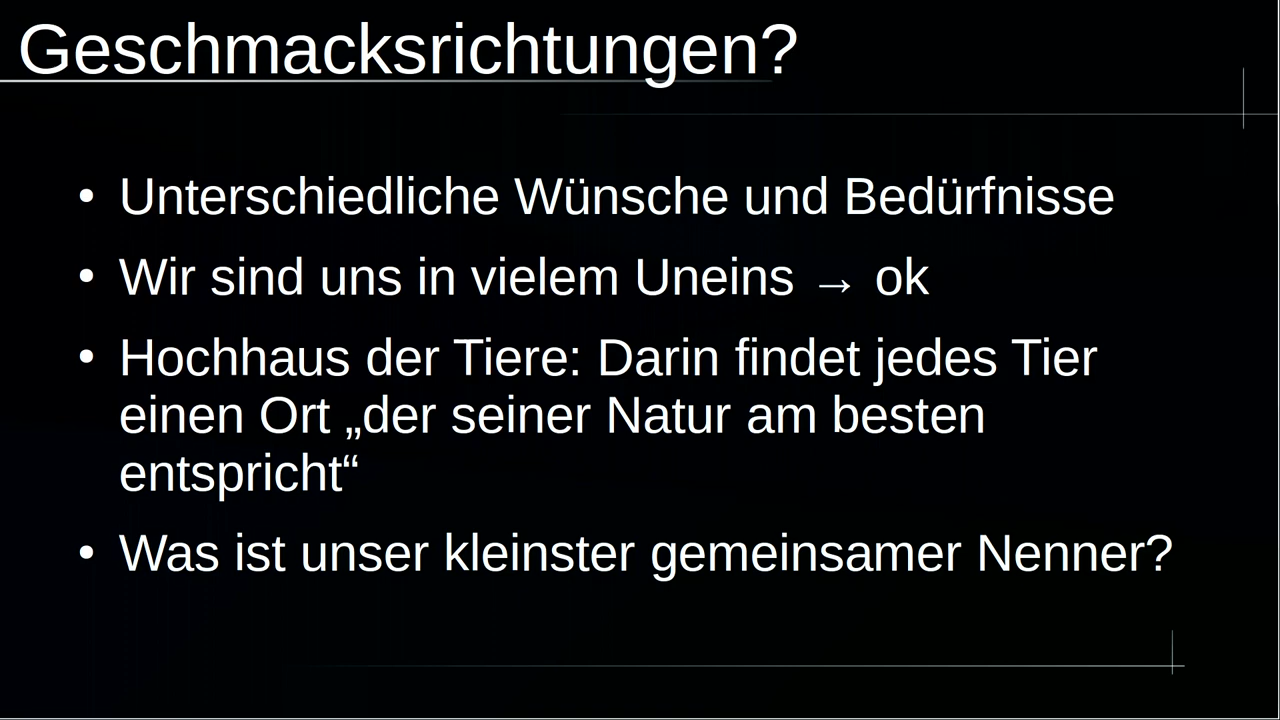 Geschmacksrichtungen?
• Unterschiedliche Wünsche und Bedürfnisse
• Wir sind uns in vielem Uneins → ok
• Hochhaus der Tiere: Darin findet jedes Tier
einen Ort „der seiner Natur am besten
entspricht“
• Was ist unser kleinster gemeinsamer Nenner?